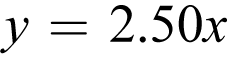 y = 2.50x